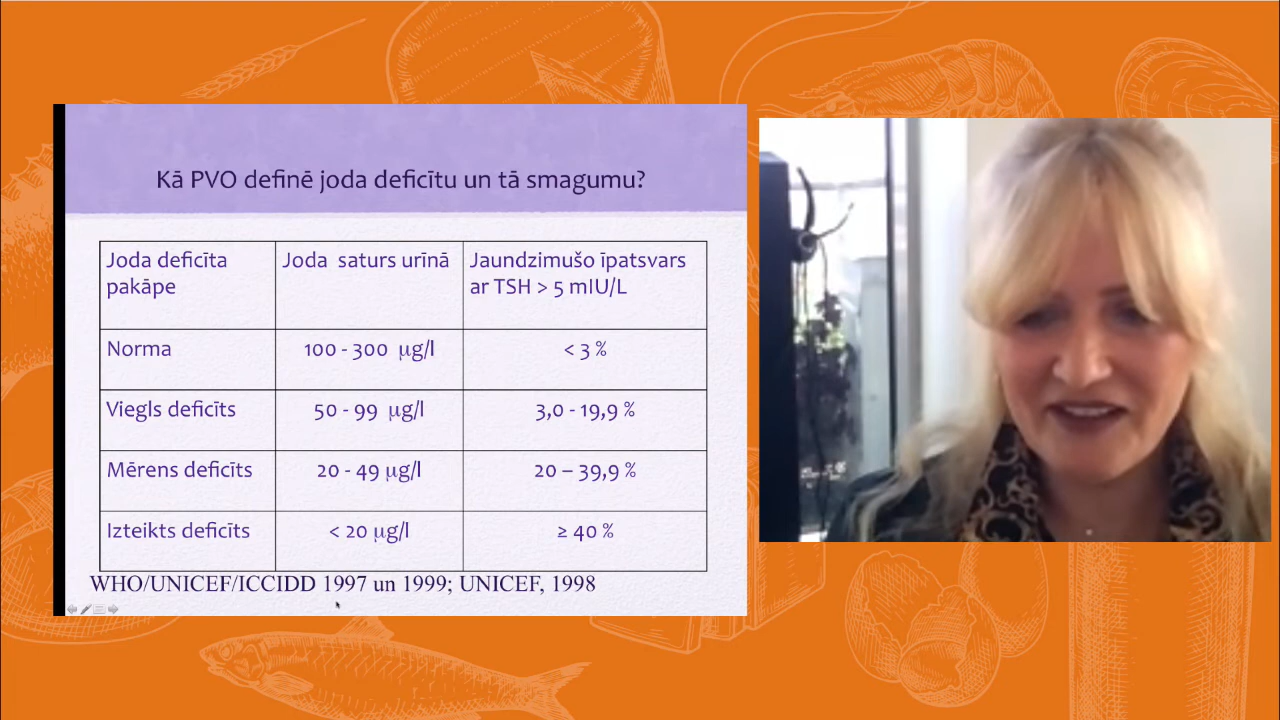 Kā PVO definē joda deficītu un tā smagumu?
Joda deficīta pakāpe
Joda saturs urīnā
Jaundzimušo īpatsvars ar TSH > 5 mIU/L
Norma
100 - 300 µg/l
< 3 %
Viegls deficīts
50 - 99 µg/l
3,0 - 19,9 %
Mērens deficīts
20 - 49 µg/l
20 – 39,9 %
Izteikts deficīts
< 20 µg/l
≥ 40 %
WHO/UNICEF/ICCIDD 1997 un 1999; UNICEF, 1998